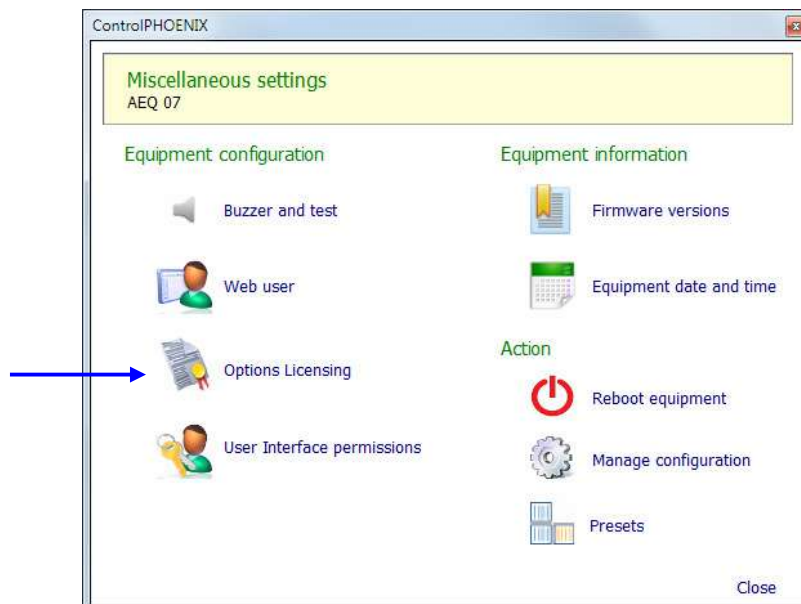 ControlPHOENIX
Miscellaneous settings
AEQ 07
Equipment configuration
Buzzer and test
Web user
Options Licensing
User Interface permissions
Equipment information
Firmware versions
Equipment date and time
Action
Reboot equipment
Manage configuration
Presets
Close